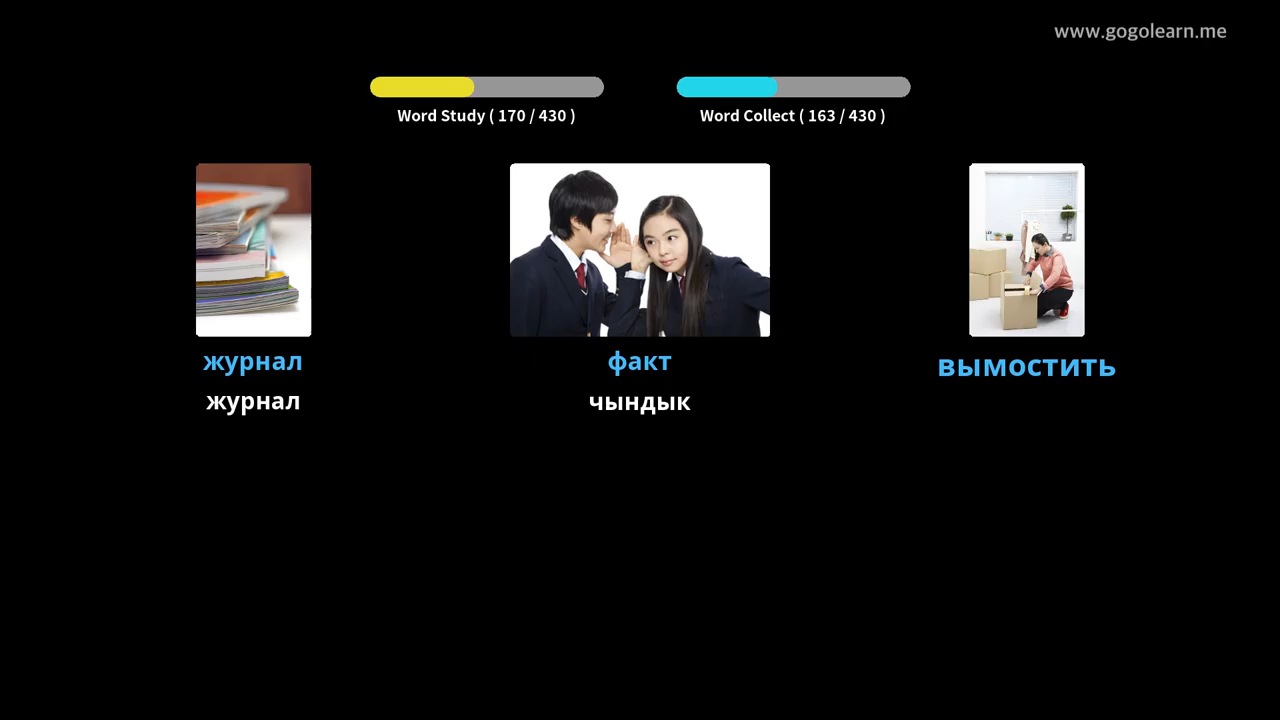 www.gogolearn.me
Word Study ( 170 / 430 )
Word Collect ( 163 / 430 )
журнал
журнал
факт
чындык
вымостить